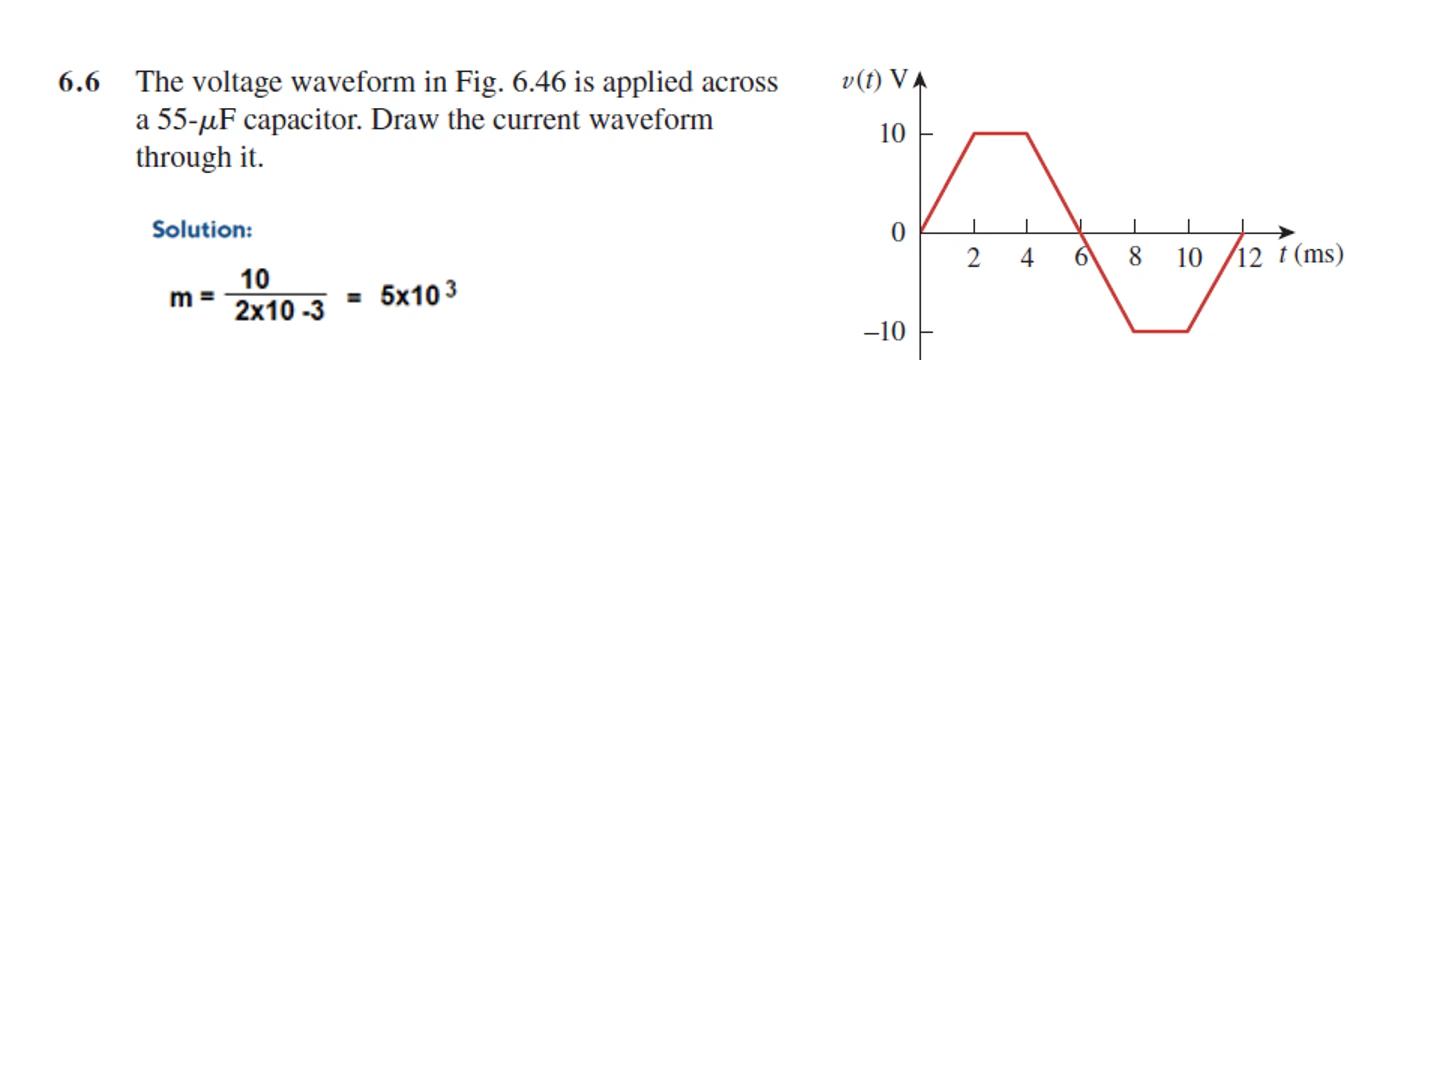 6.6 The voltage waveform in Fig. 6.46 is applied across
a 55-μF capacitor. Draw the current waveform
through it.
Solution:
m = 10 / 2x10 -3 = 5x10 3
v(t) V
10
0
2 4 6 8 10 12 t (ms)
–10